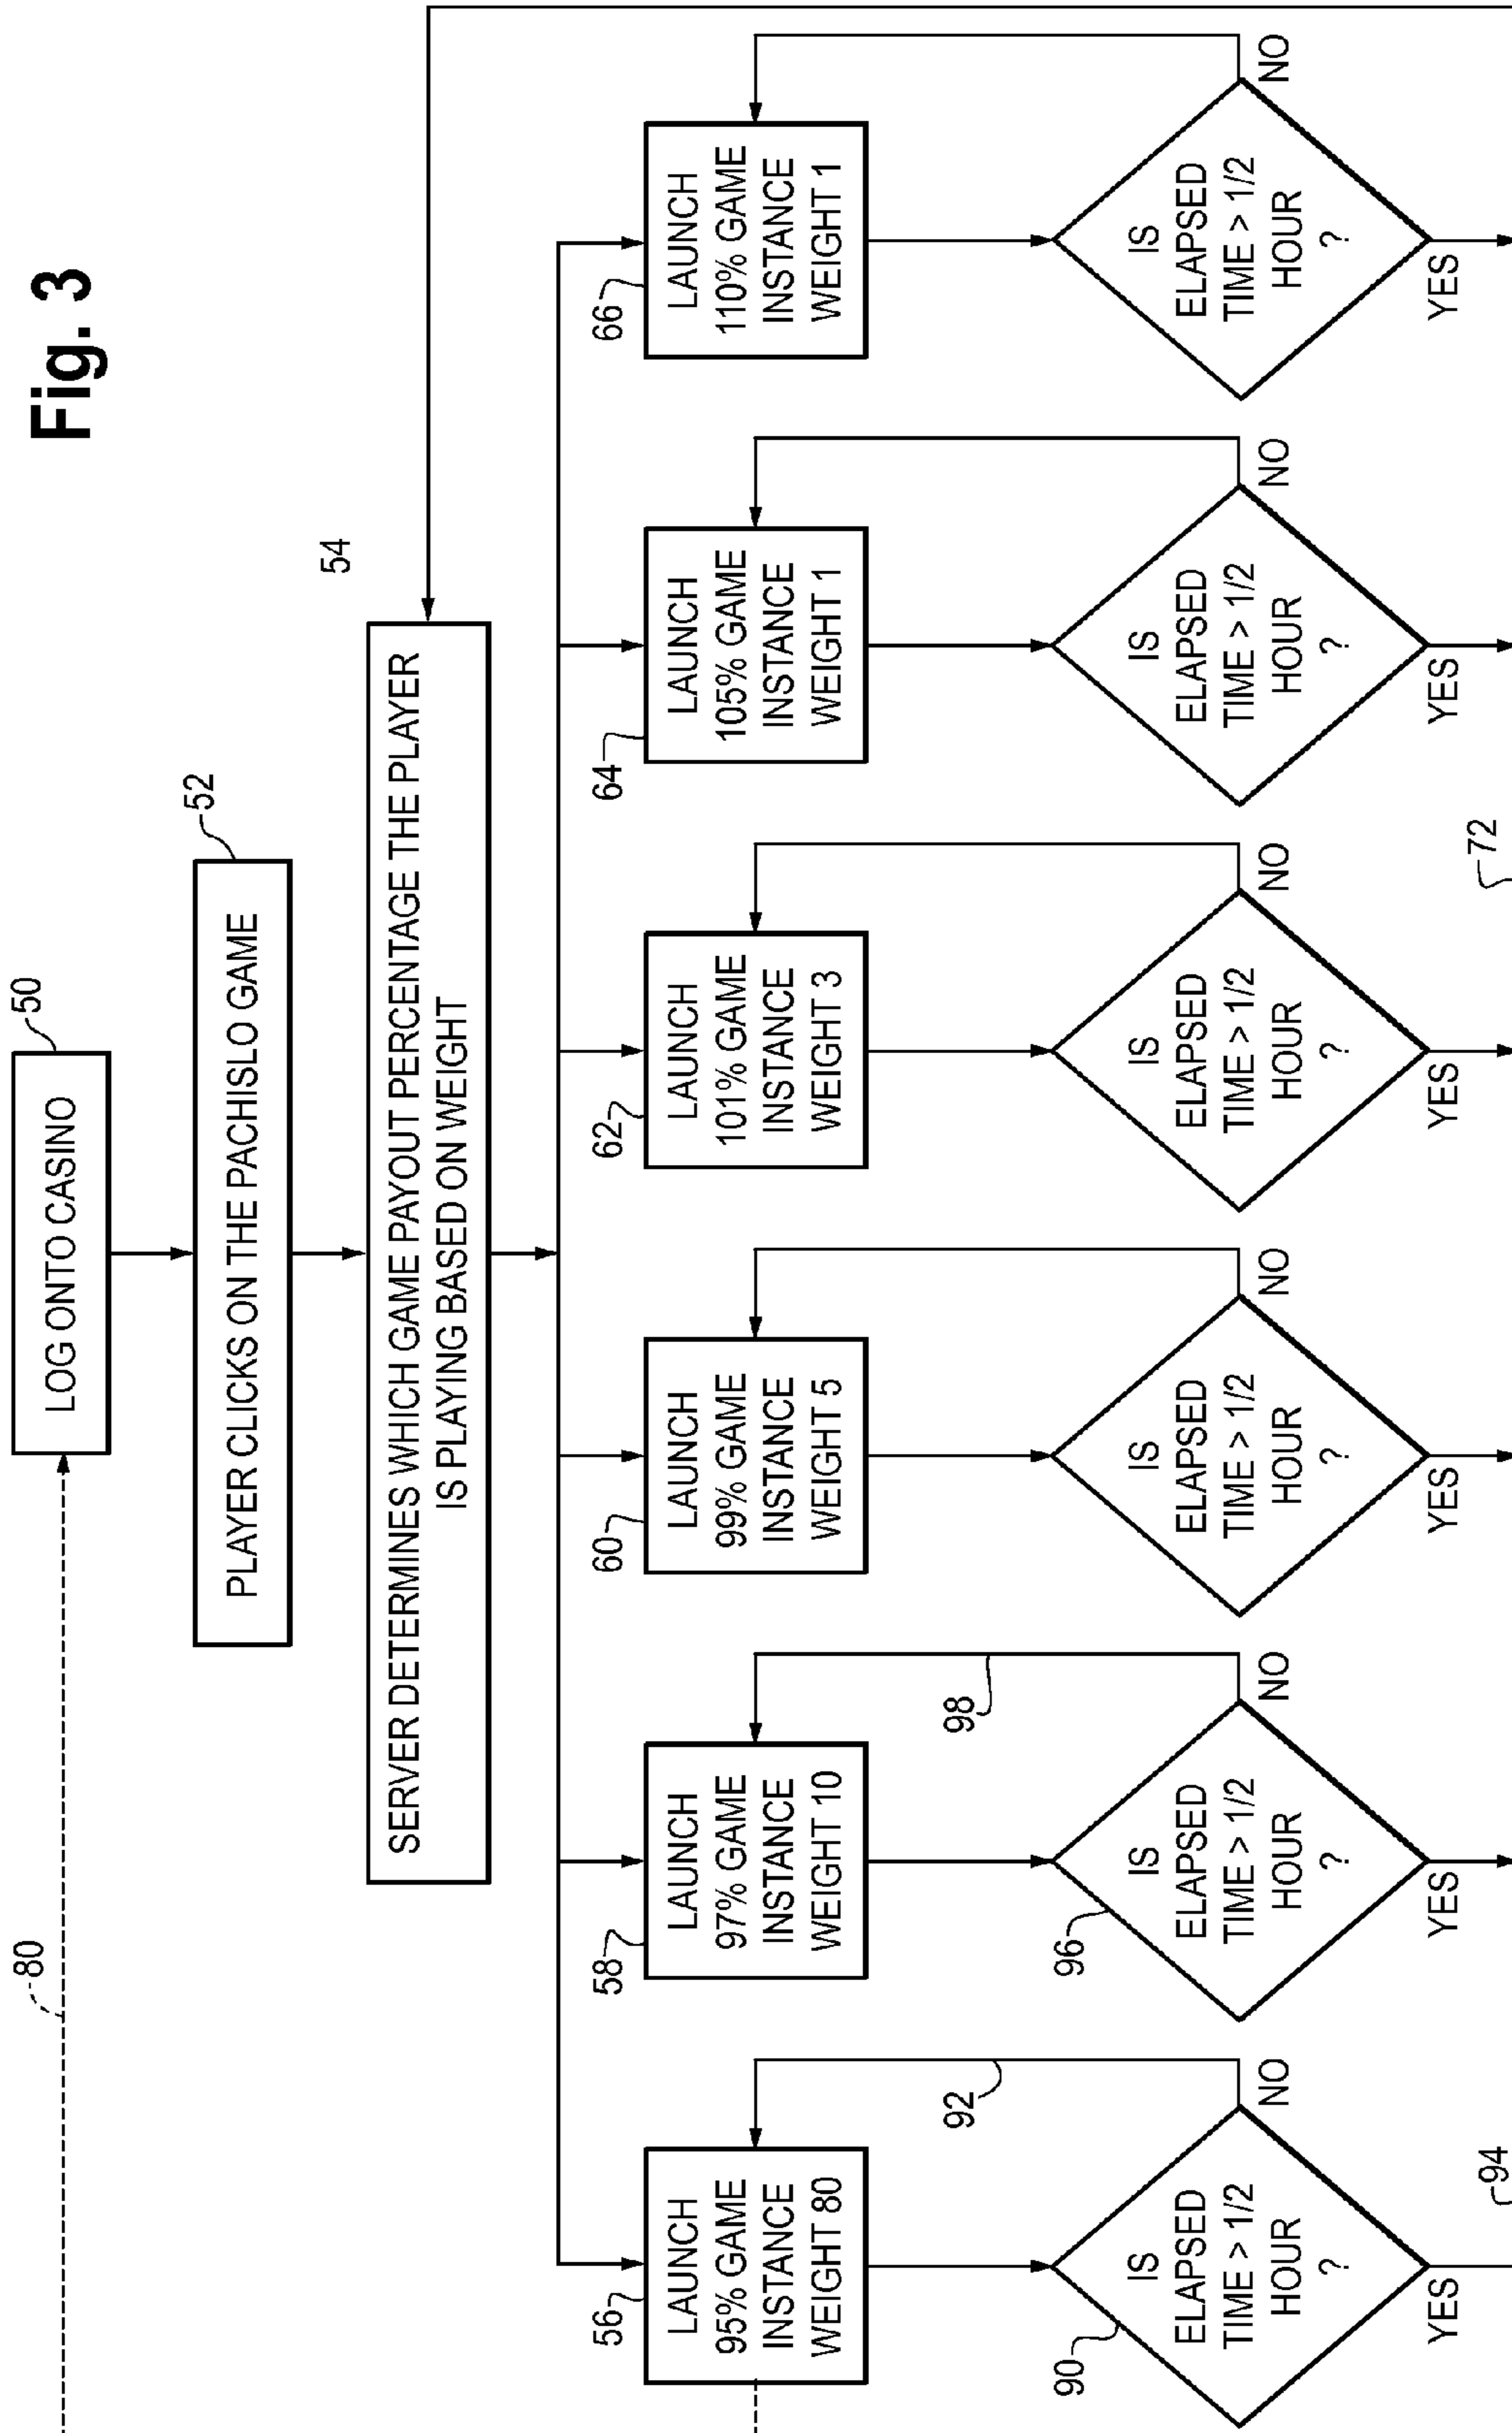 Fig. 3
80
50
LOG ONTO CASINO
52
PLAYER CLICKS ON THE PACHISLO GAME
54
SERVER DETERMINES WHICH GAME PAYOUT PERCENTAGE THE PLAYER
IS PLAYING BASED ON WEIGHT
56
LAUNCH
95% GAME
INSTANCE
WEIGHT 80
58
LAUNCH
97% GAME
INSTANCE
WEIGHT 10
60
LAUNCH
99% GAME
INSTANCE
WEIGHT 5
62
LAUNCH
101% GAME
INSTANCE
WEIGHT 3
64
LAUNCH
105% GAME
INSTANCE
WEIGHT 1
66
LAUNCH
110% GAME
INSTANCE
WEIGHT 1
92
98
90
IS
ELAPSED
TIME > 1/2
HOUR
?
NO
YES
96
IS
ELAPSED
TIME > 1/2
HOUR
?
NO
YES
IS
ELAPSED
TIME > 1/2
HOUR
?
NO
YES
IS
ELAPSED
TIME > 1/2
HOUR
?
NO
YES
IS
ELAPSED
TIME > 1/2
HOUR
?
NO
YES
IS
ELAPSED
TIME > 1/2
HOUR
?
NO
YES
94
72